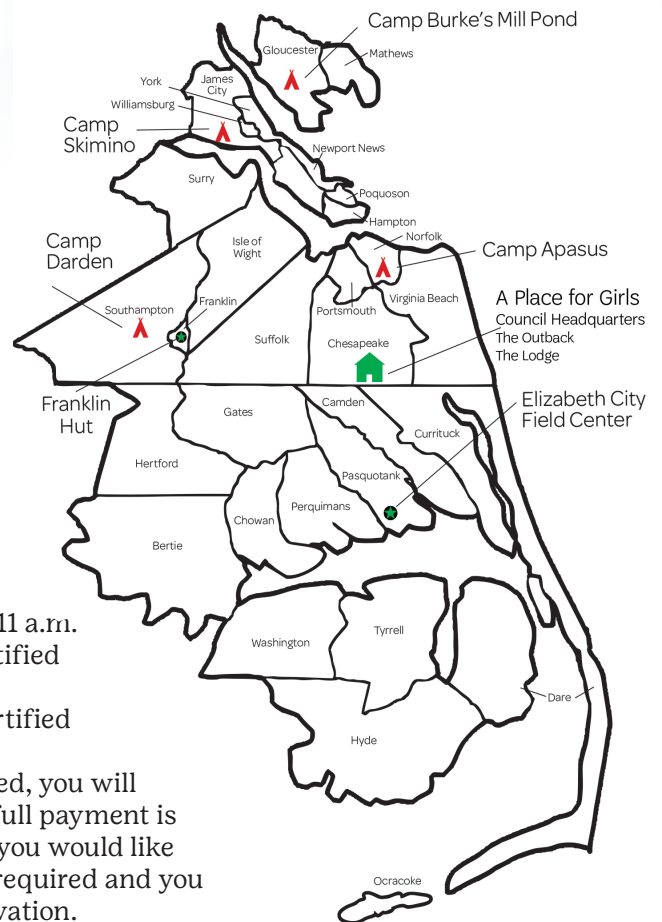 Camp Burke's Mill Pond
Gloucester
Mathews
York
James
City
Williamsburg
Camp
Skimino
Newport News
Surry
Poquoson
Hampton
Norfolk
Isle of
Wight
Camp
Darden
Camp Apasus
Southampton
Franklin
Virginia Beach
Portsmouth
A Place for Girls
Council Headquarters
The Outback
The Lodge
Suffolk
Chesapeake
Franklin
Hut
Elizabeth City
Field Center
Camden
Gates
Currituck
Hertford
Pasquotank
Perquimans
Chowan
Bertie
11 a.m.
tified
rtified
ed, you will
full payment is
you would like
required and you
vation.
Washington
Tyrrell
Dare
Hyde
Ocracoke